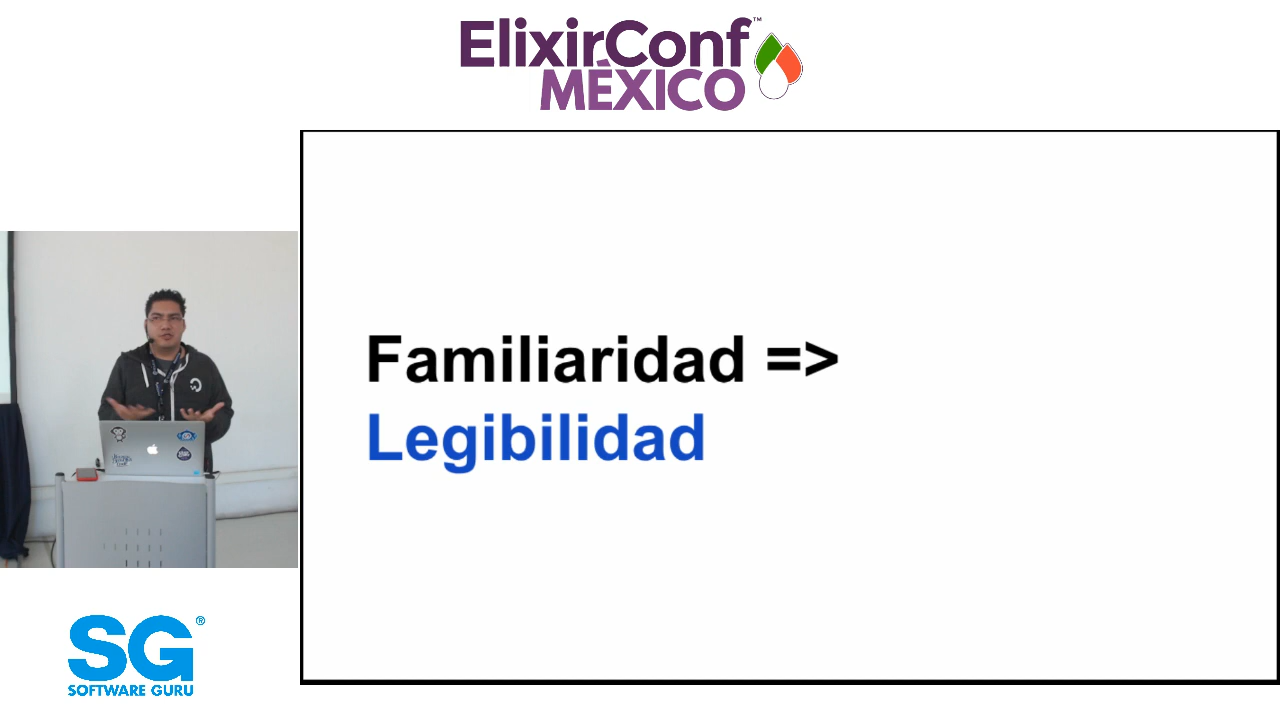 ElixirConf™
MÉXICO
Familiaridad =>
Legibilidad
SG®
SOFTWARE GURU